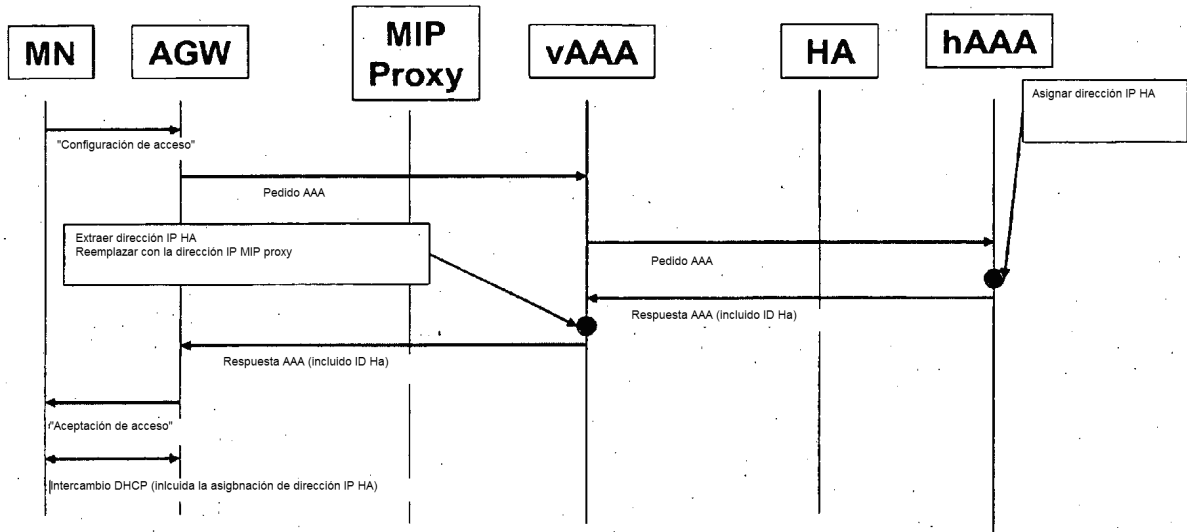 MN
AGW
MIP
Proxy
vAAA
HA
hAAA
Asignar dirección IP HA
"Configuración de acceso"
Pedido AAA
Extraer dirección IP HA
Reemplazar con la dirección IP MIP proxy
Pedido AAA
Respuesta AAA (incluido ID Ha)
Respuesta AAA (incluido ID Ha)
"Aceptación de acceso"
Intercambio DHCP (inlcuida la asigbnación de dirección IP HA)